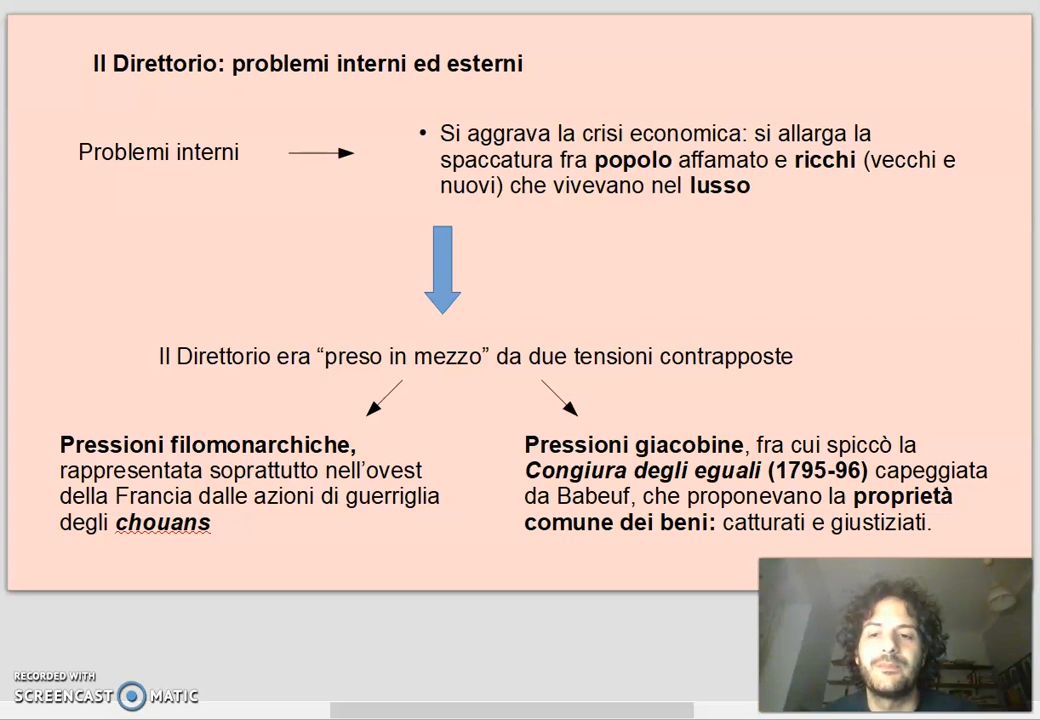 Il Direttorio: problemi interni ed esterni
Problemi interni
• Si aggrava la crisi economica: si allarga la
spaccatura fra popolo affamato e ricchi (vecchi e
nuovi) che vivevano nel lusso
Il Direttorio era “preso in mezzo” da due tensioni contrapposte
Pressioni filomonarchiche,
rappresentata soprattutto nell’ovest
della Francia dalle azioni di guerriglia
degli chouans
Pressioni giacobine, fra cui spiccò la
Congiura degli eguali (1795-96) capeggiata
da Babeuf, che proponevano la proprietà
comune dei beni: catturati e giustiziati.
RECORDED WITH
SCREENCAST MATIC